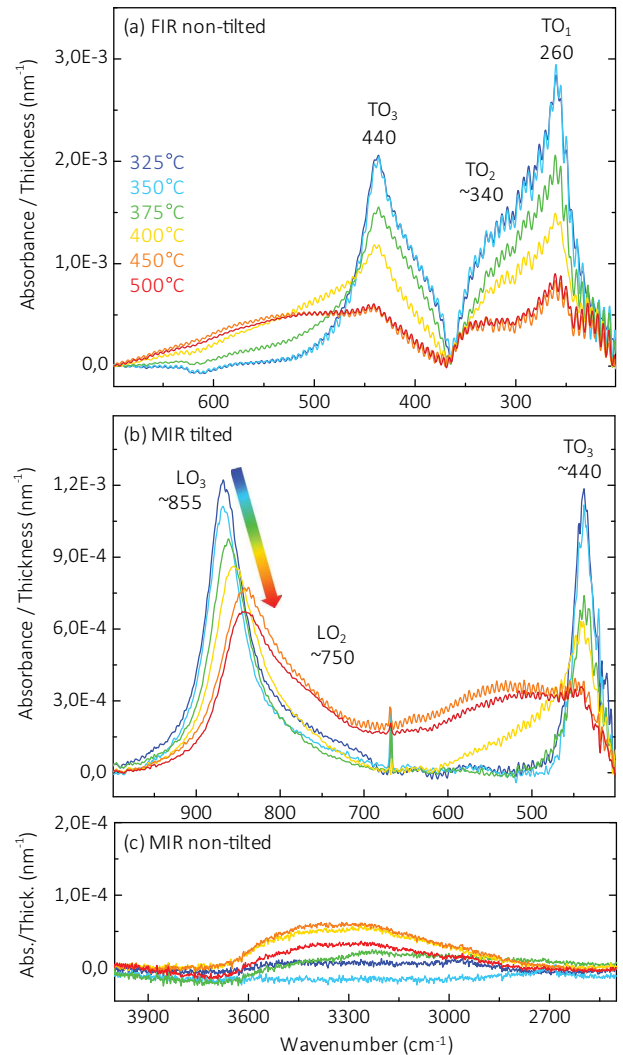 (a) FIR non-tilted
TO₁
260
3,0E-3
TO₃
440
325°C
350°C
375°C
400°C
450°C
500°C
TO₂
~340
2,0E-3
1,0E-3
0,0
Absorbance / Thickness (nm⁻¹)
600
500
400
300
(b) MIR tilted
LO₃
~855
TO₃
~440
1,2E-3
9,0E-4
6,0E-4
3,0E-4
0,0
LO₂
~750
Absorbance / Thickness (nm⁻¹)
900
800
700
600
500
2,0E-4
(c) MIR non-tilted
1,0E-4
0,0
Abs./Thick. (nm⁻¹)
3900
3600
3300
3000
2700
Wavenumber (cm⁻¹)